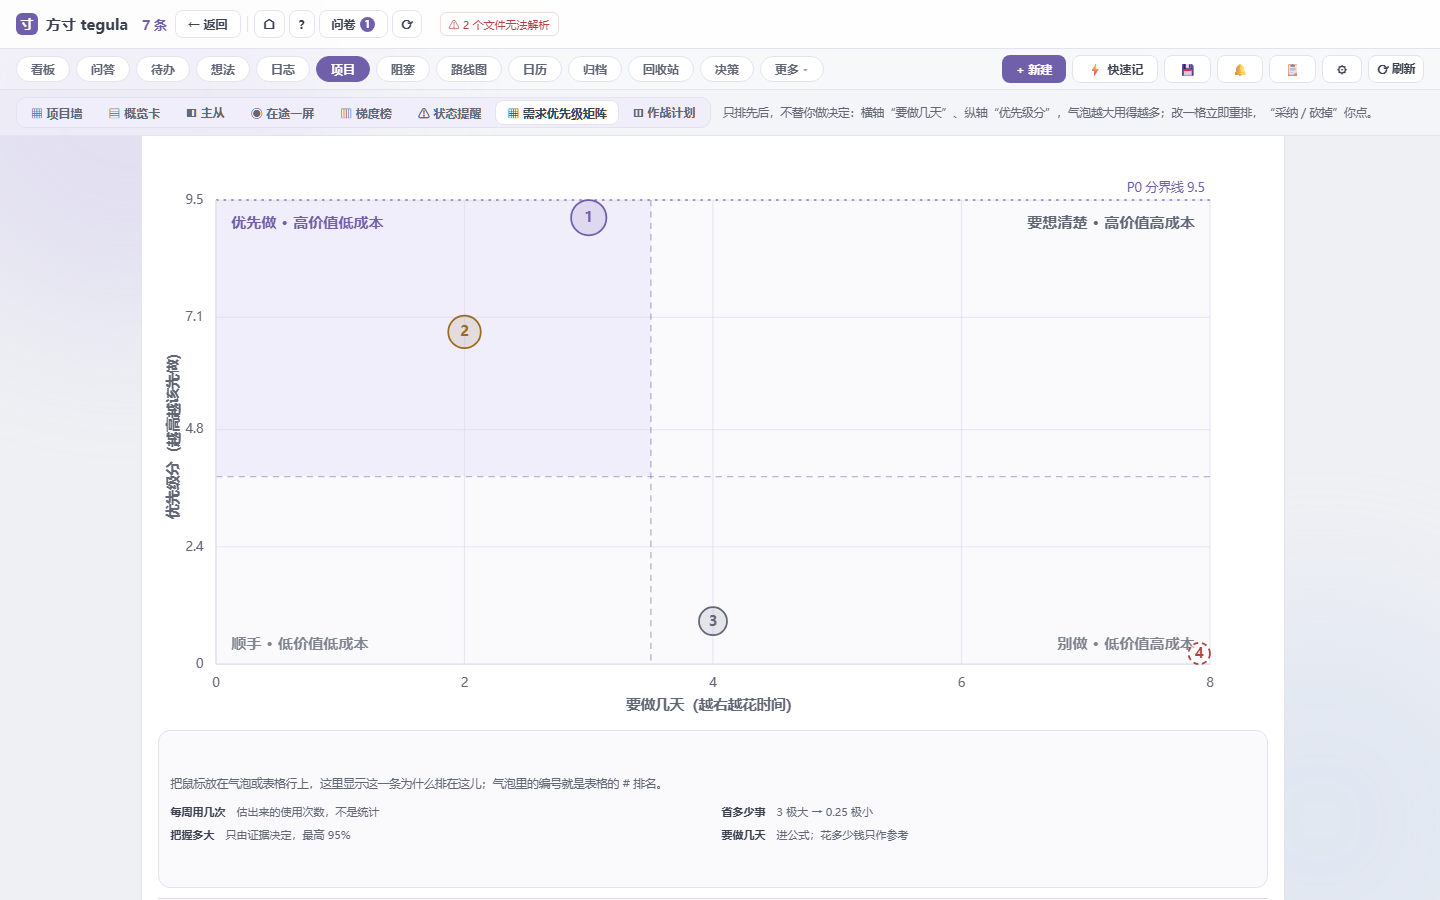 寸 方寸 tegula 7 条 ← 返回 ? 问卷 1 ⚠ 2 个文件无法解析
看板 问答 待办 想法 日志 项目 阻塞 路线图 日历 归档 回收站 决策 更多 + 新建 快速记 刷新
项目墙 概览卡 主从 在途一屏 梯度榜 状态提醒 需求优先级矩阵 作战计划 只排先后，不替你做决定：横轴“要做几天”、纵轴“优先级分”，气泡越大用得越多；改一格立即重排，“采纳 / 砍掉”你点。
P0 分界线 9.5
9.5
优先做 • 高价值低成本 1 要想清楚 • 高价值高成本
7.1
2
优先级分（越高越该先做）
4.8
2.4
3
顺手 • 低价值低成本 别做 • 低价值高成本 4
0
0 2 4 6 8
要做几天（越右越花时间）
把鼠标放在气泡或表格行上，这里显示这一条为什么排在这儿；气泡里的编号就是表格的 # 排名。
每周用几次 估出来的使用次数，不是统计 省多少事 3 极大 → 0.25 极小
把握多大 只由证据决定，最高 95% 要做几天 进公式；花多少钱只作参考